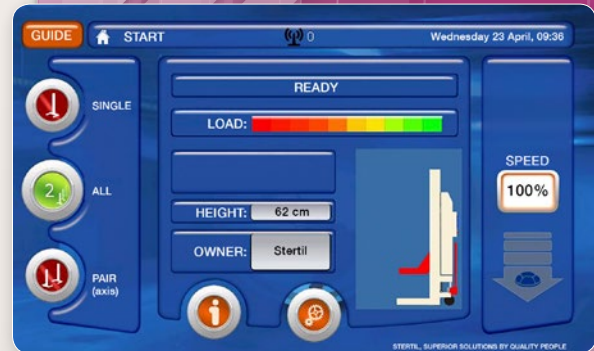 GUIDE
START
0
Wednesday 23 April, 09:36
SINGLE
2
ALL
PAIR
(axis)
READY
LOAD:
HEIGHT: 62 cm
OWNER: Stertil
i
SPEED
100%
STERTIL, SUPERIOR SOLUTIONS BY QUALITY PEOPLE